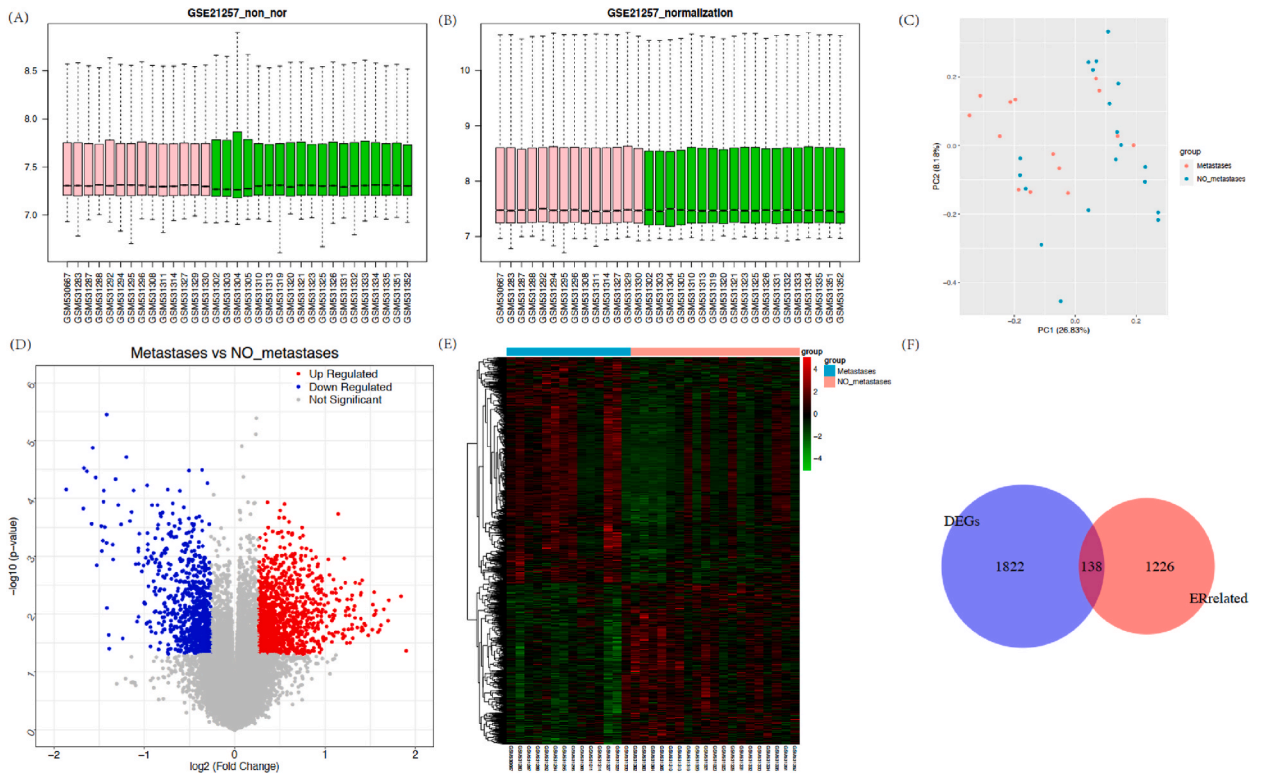 (A)
GSE21257_non_nor
8.5
8.0
7.5
7.0
GSM530667
GSM531283
GSM531287
GSM531288
GSM531292
GSM531294
GSM531295
GSM531296
GSM531308
GSM531311
GSM531314
GSM531327
GSM531329
GSM531330
GSM531302
GSM531303
GSM531304
GSM531305
GSM531310
GSM531313
GSM531319
GSM531320
GSM531321
GSM531323
GSM531325
GSM531331
GSM531332
GSM531333
GSM531334
GSM531335
GSM531351
GSM531352
(B)
GSE21257_normalization
10
9
8
7
GSM530667
GSM531283
GSM531287
GSM531288
GSM531292
GSM531294
GSM531295
GSM531296
GSM531308
GSM531311
GSM531314
GSM531327
GSM531329
GSM531330
GSM531302
GSM531303
GSM531304
GSM531305
GSM531310
GSM531313
GSM531319
GSM531320
GSM531321
GSM531323
GSM531325
GSM531331
GSM531332
GSM531333
GSM531334
GSM531335
GSM531351
GSM531352
(C)
PC2 (8.18%)
0.2
0.0
−0.2
−0.4
−0.2
0.0
0.2
PC1 (26.83%)
group
Metastases
NO_metastases
(D)
Metastases vs NO_metastases
Up Regulated
Down Regulated
Not Significant
−log10 (p−value)
6
5
4
3
2
1
0
−2
−1
0
1
2
log2 (Fold Change)
(E)
group
4
2
0
−2
−4
group
Metastases
NO_metastases
(F)
DEGs
1822
138
1226
ERrelated